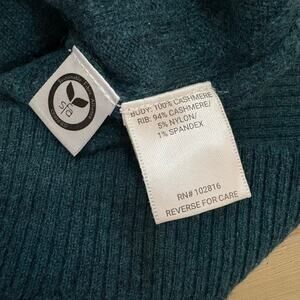 BODY: 100% CASHMERE
RIB: 94% CASHMERE/
5% NYLON/
1% SPANDEX
RN# 102816
REVERSE FOR CARE